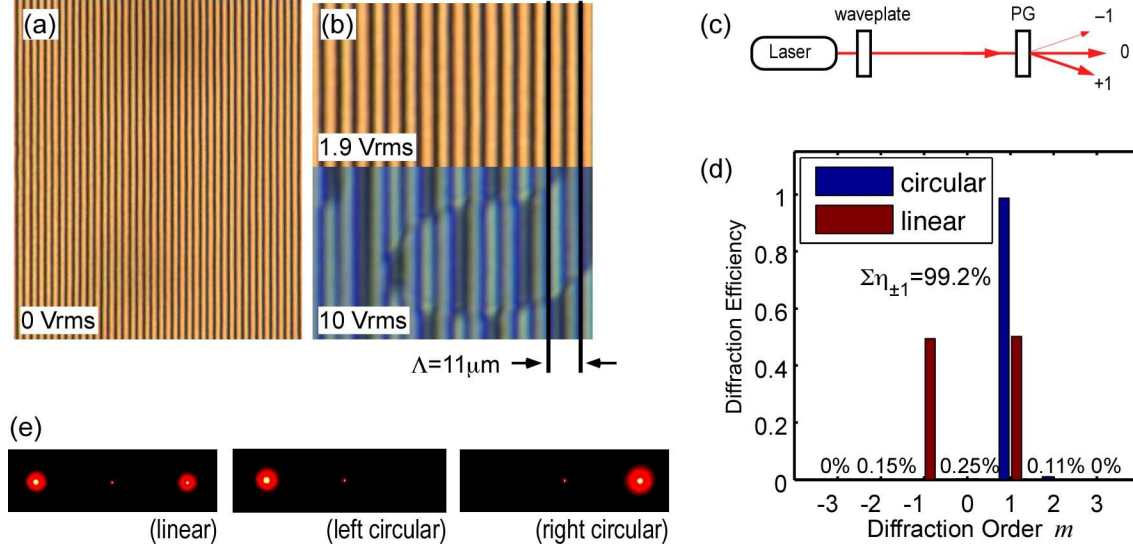 (a)
0 Vrms
(b)
1.9 Vrms
10 Vrms
Λ=11μm
(c)
waveplate
PG
Laser
–1
0
+1
(d)
circular
linear
Ση±1=99.2%
Diffraction Efficiency
1
0.8
0.6
0.4
0.2
0
0% 0.15% 0.25% 0.11% 0%
-3 -2 -1 0 1 2 3
Diffraction Order m
(e)
(linear)
(left circular)
(right circular)